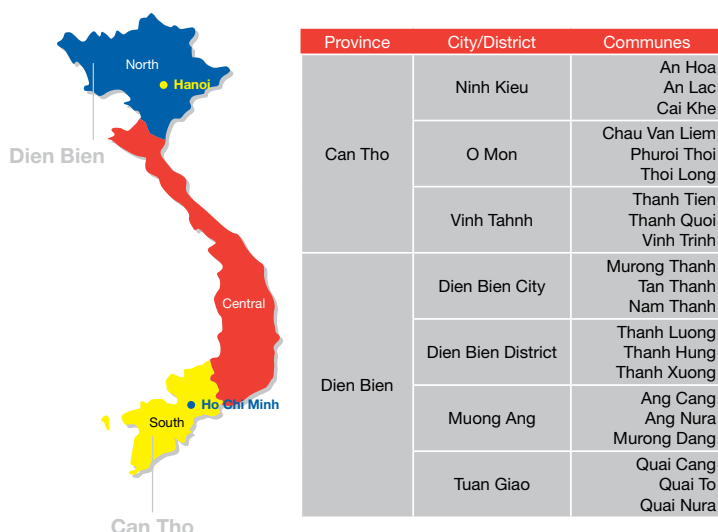 North
Hanoi
Dien Bien
Central
Ho Chi Minh
South
Can Tho
Province City/District Communes
Can Tho
Ninh Kieu
An Hoa
An Lac
Cai Khe
O Mon
Chau Van Liem
Phuroi Thoi
Thoi Long
Vinh Tahnh
Thanh Tien
Thanh Quoi
Vinh Trinh
Dien Bien
Dien Bien City
Murong Thanh
Tan Thanh
Nam Thanh
Dien Bien District
Thanh Luong
Thanh Hung
Thanh Xuong
Muong Ang
Ang Cang
Ang Nura
Murong Dang
Tuan Giao
Quai Cang
Quai To
Quai Nura